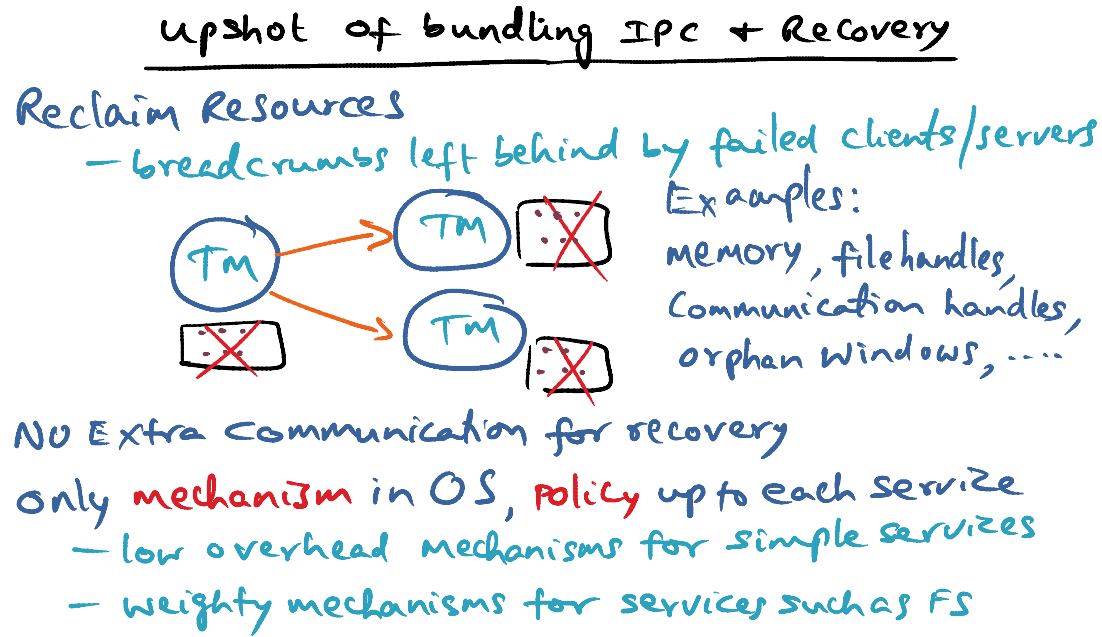 Upshot of bundling IPC + Recovery
Reclaim Resources
- breadcrumbs left behind by failed clients/servers
TM
TM
TM
Examples:
memory, file handles,
Communication handles,
orphan windows, ....
No Extra Communication for recovery
only mechanism in OS, policy up to each service
- low overhead mechanisms for simple services
- weighty mechanisms for services such as FS